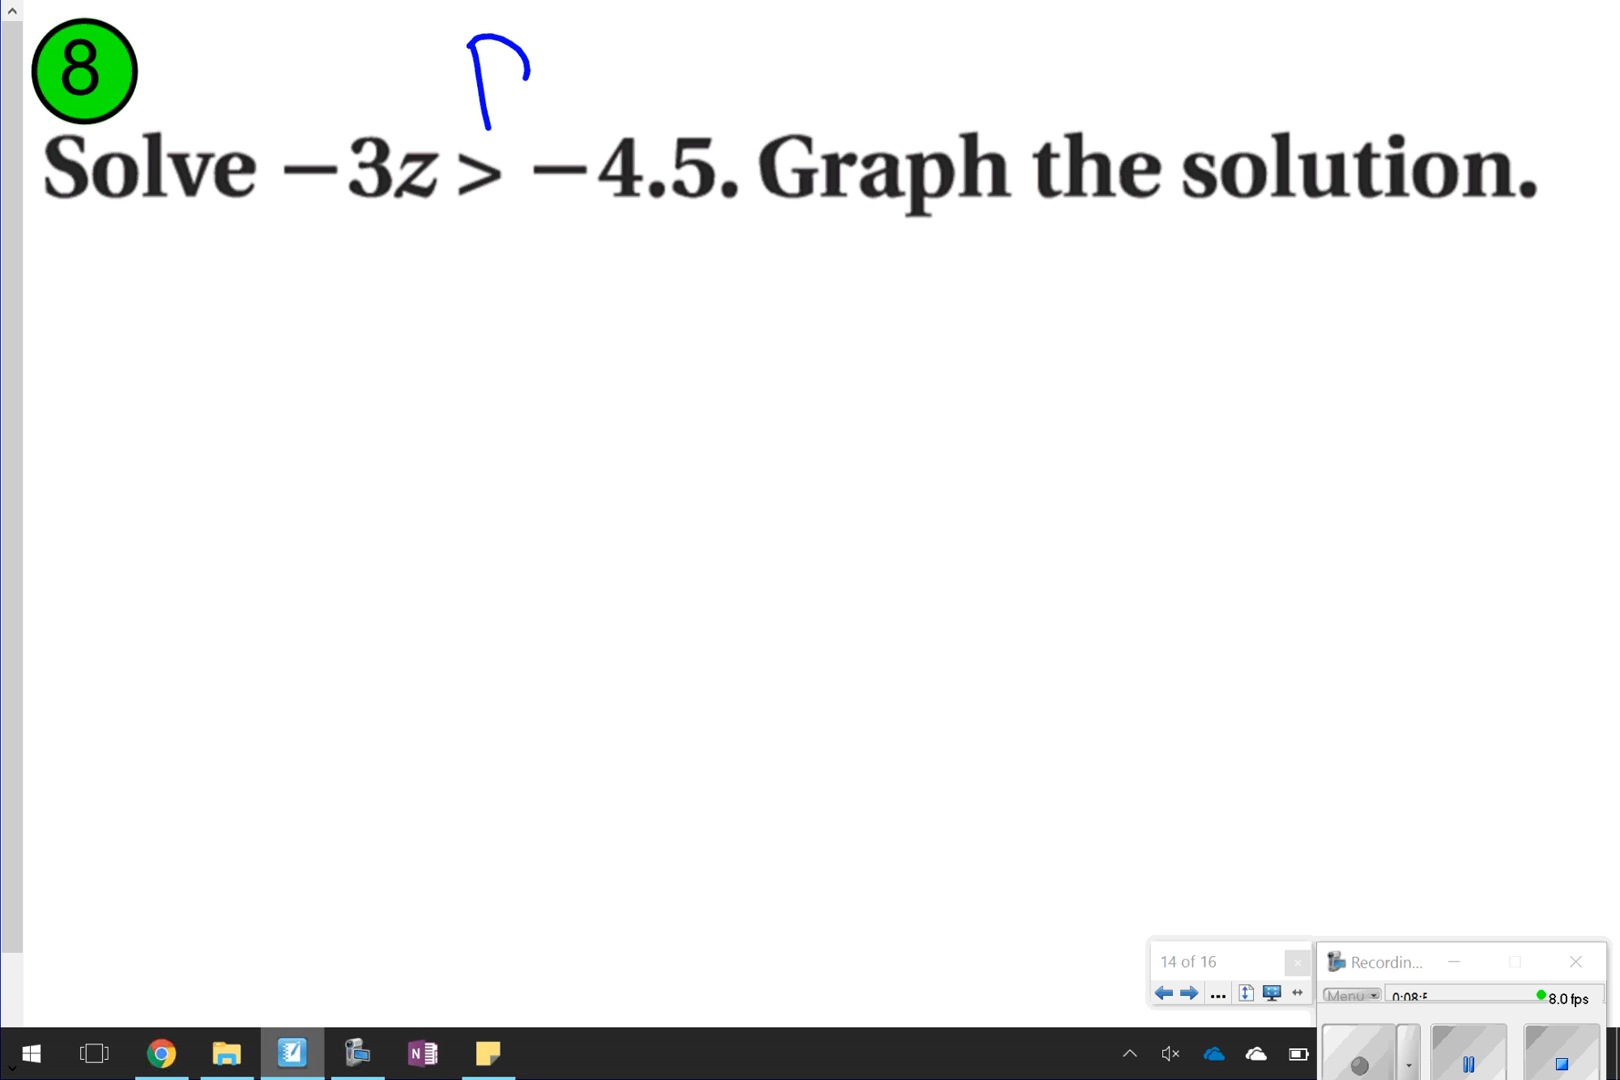 8
Solve −3z > −4.5. Graph the solution.
14 of 16
Recordin...
Menu
8.0 fps
N